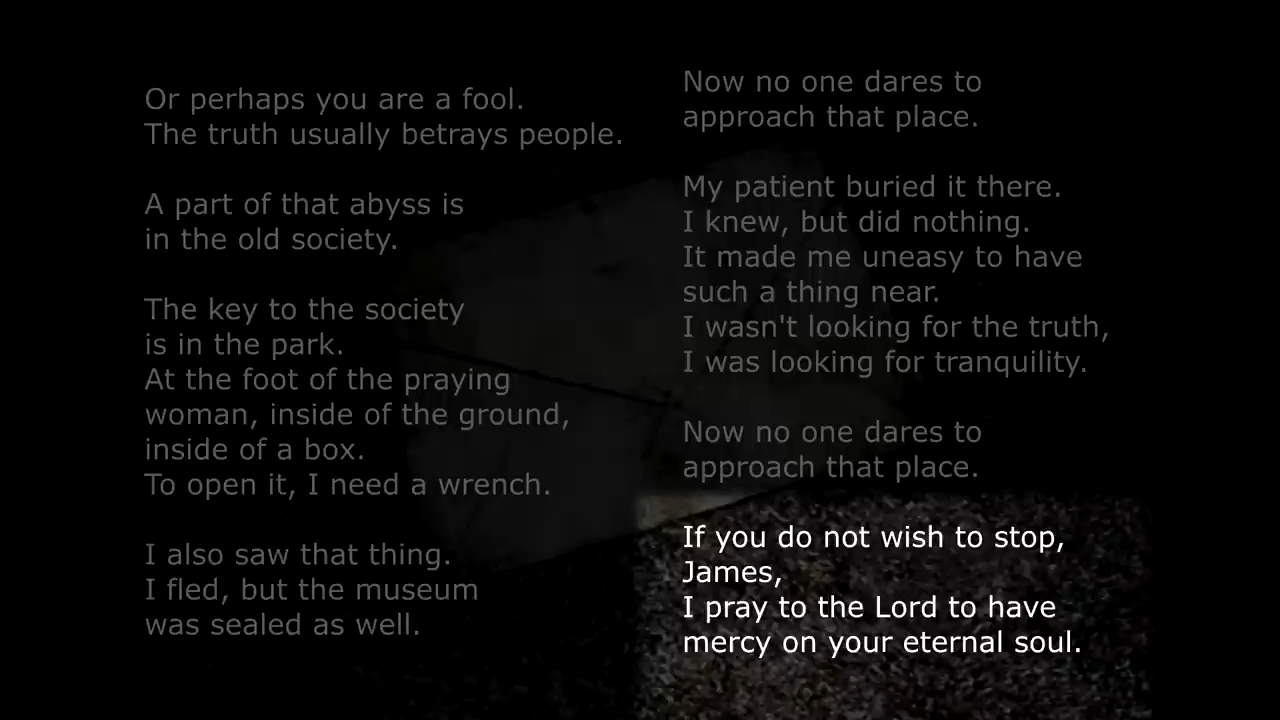 Or perhaps you are a fool.
The truth usually betrays people.
A part of that abyss is
in the old society.
The key to the society
is in the park.
At the foot of the praying
woman, inside of the ground,
inside of a box.
To open it, I need a wrench.
I also saw that thing.
I fled, but the museum
was sealed as well.
Now no one dares to
approach that place.
My patient buried it there.
I knew, but did nothing.
It made me uneasy to have
such a thing near.
I wasn't looking for the truth,
I was looking for tranquility.
Now no one dares to
approach that place.
If you do not wish to stop,
James,
I pray to the Lord to have
mercy on your eternal soul.